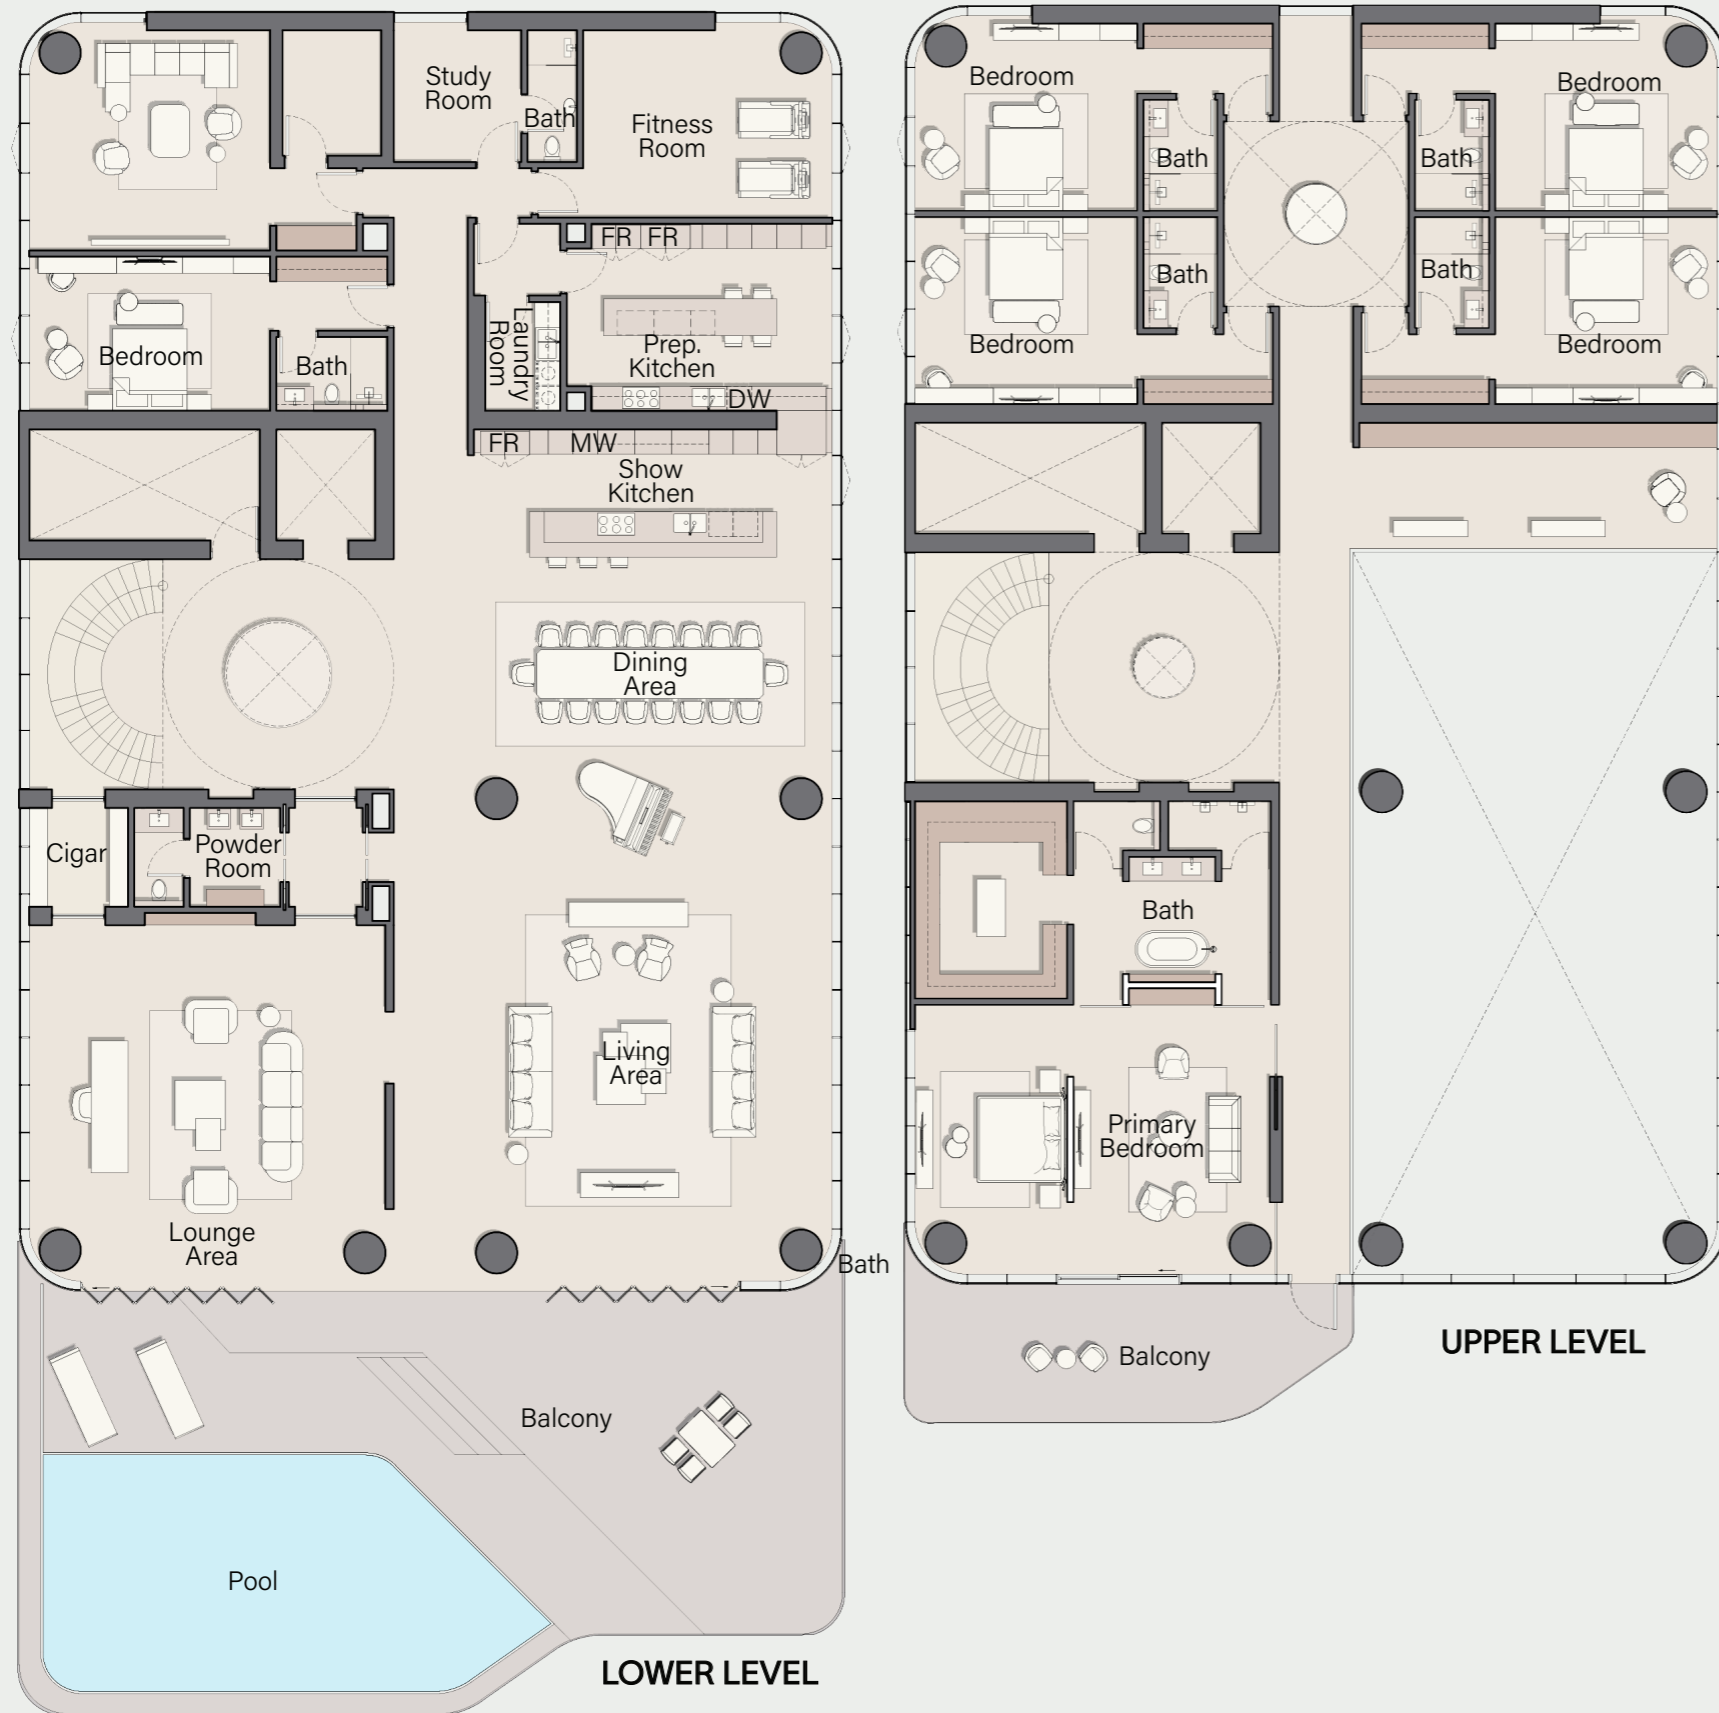 Study
Room
Bath
Fitness
Room
FR FR
Bedroom
Bath
Laundry
Room
Prep.
Kitchen
DW
FR MW
Show
Kitchen
Dining
Area
Cigar
Powder
Room
Living
Area
Lounge
Area
Bath
Balcony
Pool
LOWER LEVEL
Bedroom
Bedroom
Bath
Bath
Bath
Bath
Bedroom
Bedroom
Bath
Primary
Bedroom
Balcony
UPPER LEVEL